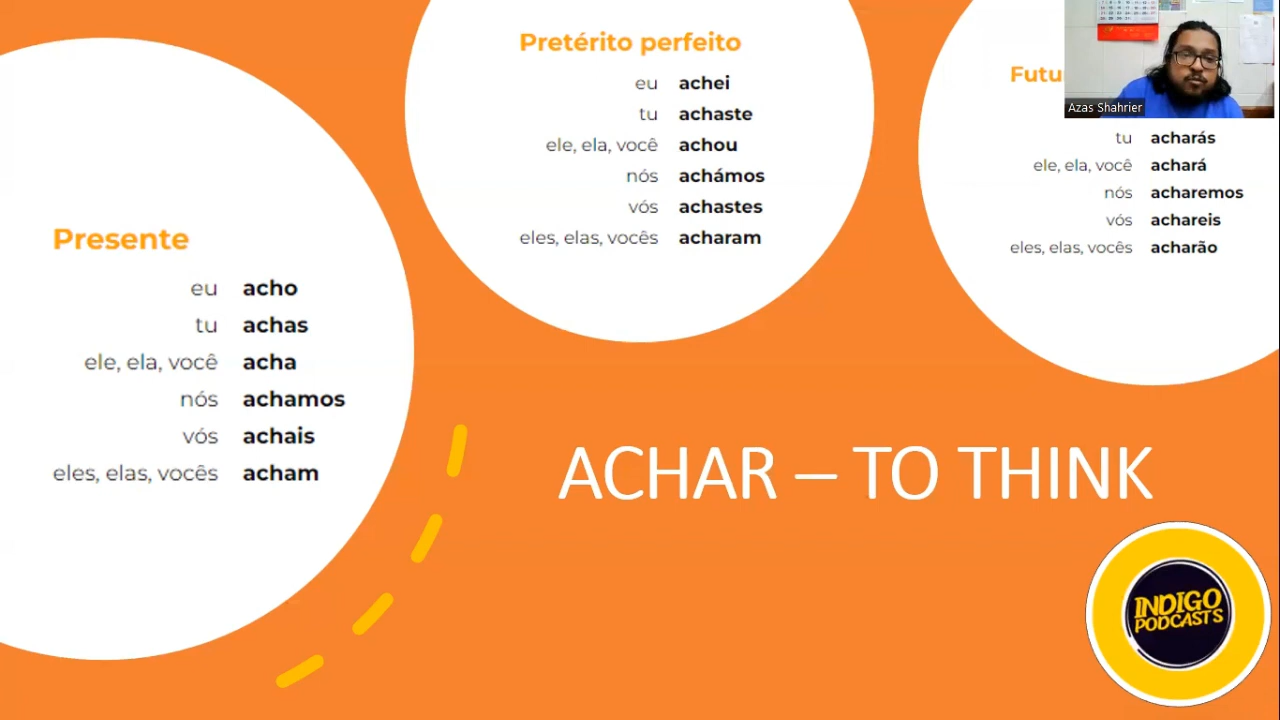 Presente
eu acho
tu achas
ele, ela, você acha
nós achamos
vós achais
eles, elas, vocês acham
Pretérito perfeito
eu achei
tu achaste
ele, ela, você achou
nós achámos
vós achastes
eles, elas, vocês acharam
Futu
tu acharás
ele, ela, você achará
nós acharemos
vós achareis
eles, elas, vocês acharão
Azas Shahrier
ACHAR – TO THINK
INDIGO
PODCASTS